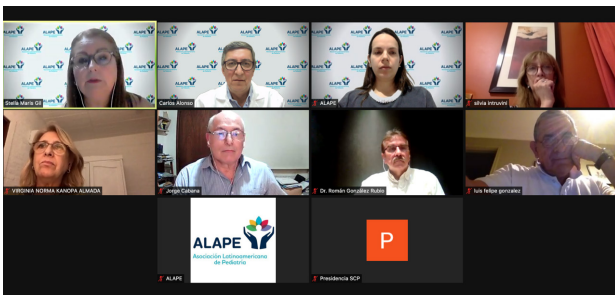 Stella Maris Gil
Carlos Alonso
ALAPE
silvia Intruvini
VIRGINIA NORMA KANOPA ALMADA
Jorge Cabana
Dr. Román González Rubio
luis felipe gonzalez
ALAPE
Asociación Latinoamericana
de Pediatría
ALAPE
P
Presidencia SCP